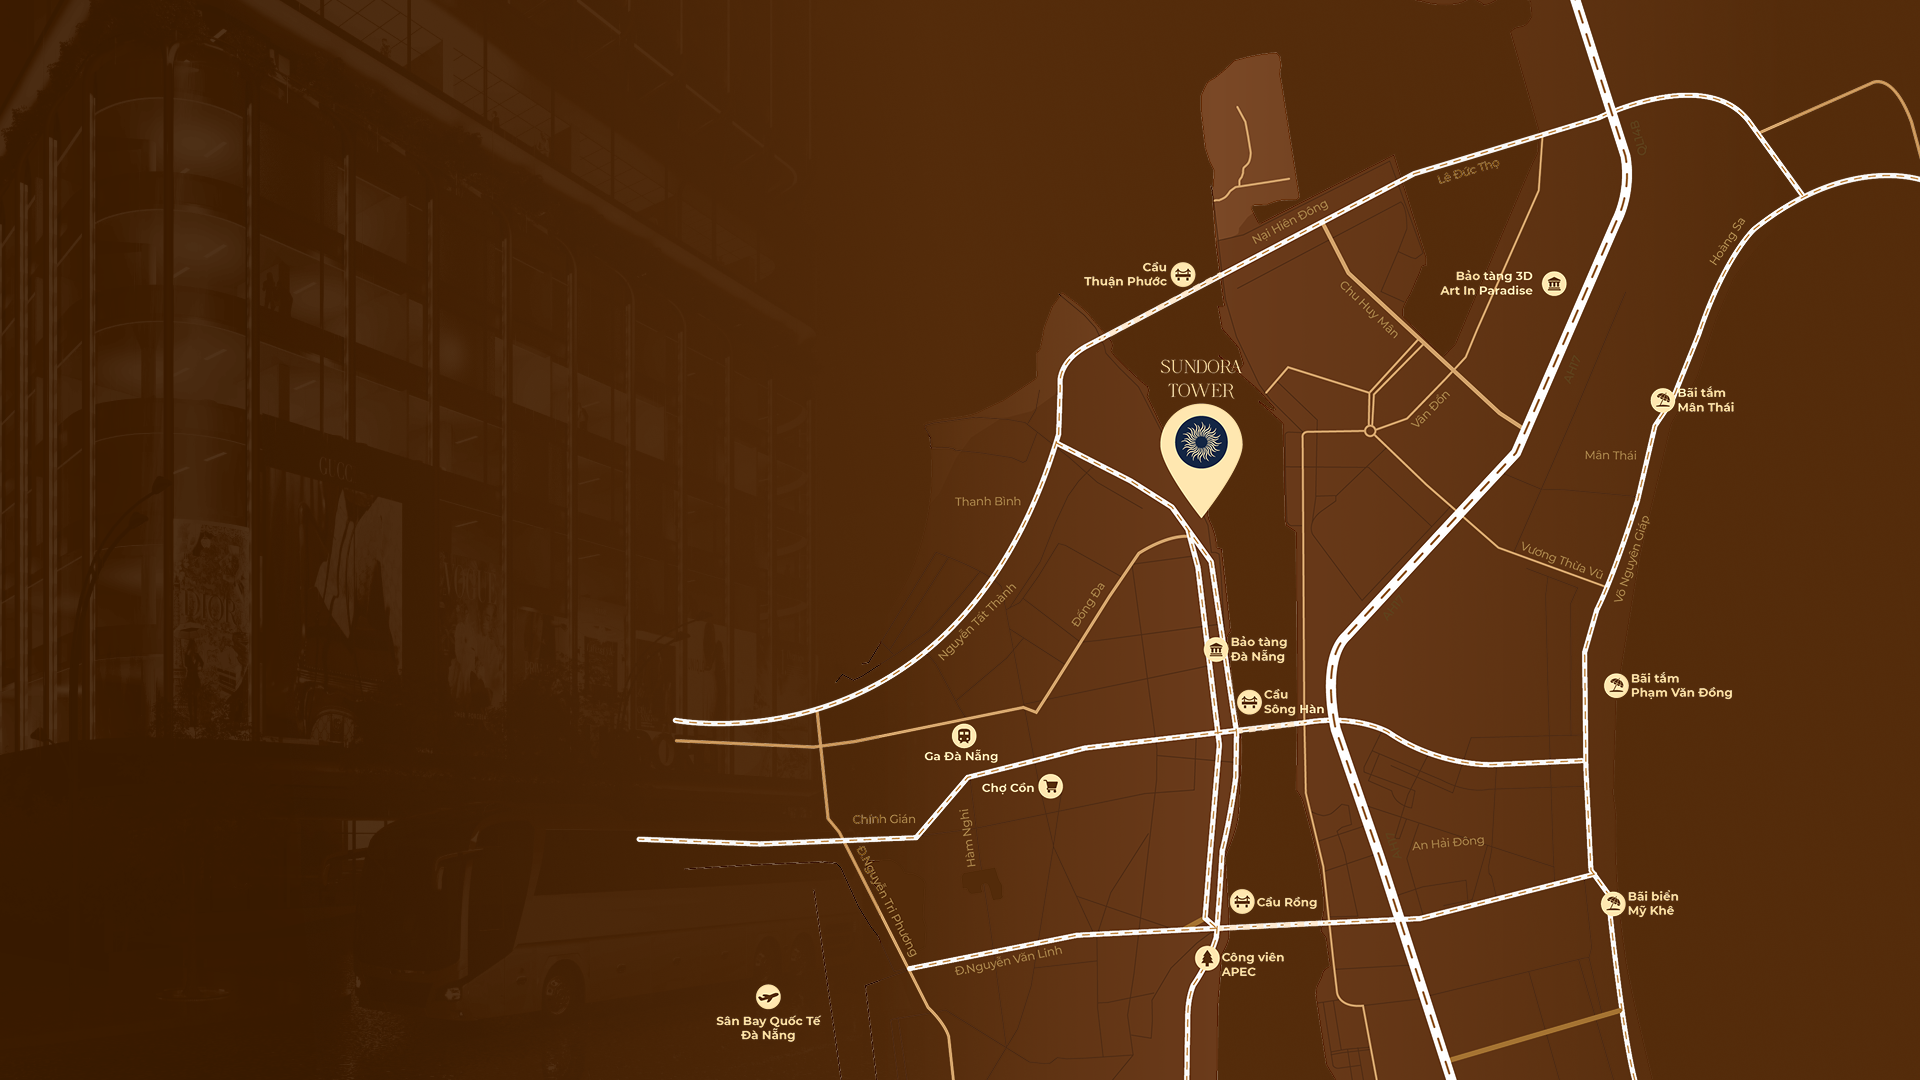 Lê Đức Thọ
Nại Hiên Đông
Hoàng Sa
Cầu
Thuận Phước
Bảo tàng 3D
Art In Paradise
Chu Huy Mân
AH17
SUNDORA
TOWER
Vân Đồn
Bãi tắm
Mân Thái
Mân Thái
GUCC
Thanh Bình
Vương Thừa Vũ
Võ Nguyên Giáp
Nguyễn Tất Thành
Đống Đa
DIOR
Bảo tàng
Đà Nẵng
Bãi tắm
Phạm Văn Đồng
Cầu
Sông Hàn
Ga Đà Nẵng
Chợ Cồn
Chính Gián
Hàm Nghi
An Hải Đông
Đ.Nguyễn Tri Phương
Cầu Rồng
Bãi biển
Mỹ Khê
Đ.Nguyễn Văn Linh
Công viên
APEC
Sân Bay Quốc Tế
Đà Nẵng